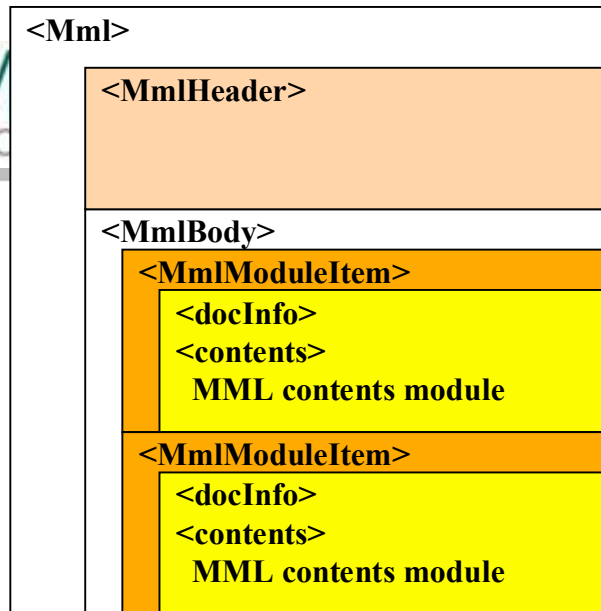 <Mml>
<MmlHeader>
<MmlBody>
<MmlModuleItem>
<docInfo>
<contents>
MML contents module
<MmlModuleItem>
<docInfo>
<contents>
MML contents module